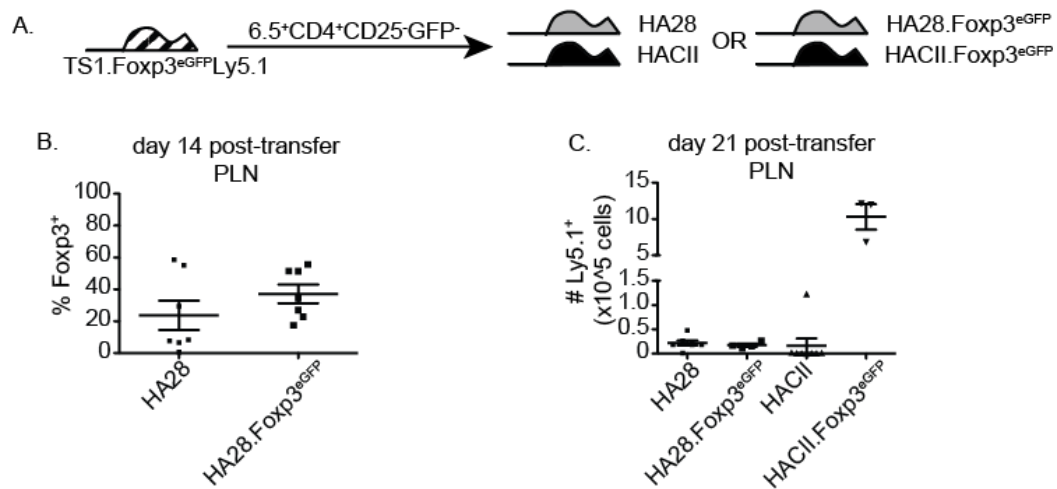 A.
6.5⁺CD4⁺CD25⁻GFP⁻
TS1.Foxp3ᵉᴳᶠᴾLy5.1
HA28
HACII
OR
HA28.Foxp3ᵉᴳᶠᴾ
HACII.Foxp3ᵉᴳᶠᴾ
B.
day 14 post-transfer
PLN
% Foxp3⁺
100
80
60
40
20
0
HA28
HA28.Foxp3ᵉᴳᶠᴾ
C.
day 21 post-transfer
PLN
# Ly5.1⁺
(x10^5 cells)
15
10
5
1.5
1.0
0.5
0
HA28
HA28.Foxp3ᵉᴳᶠᴾ
HACII
HACII.Foxp3ᵉᴳᶠᴾ